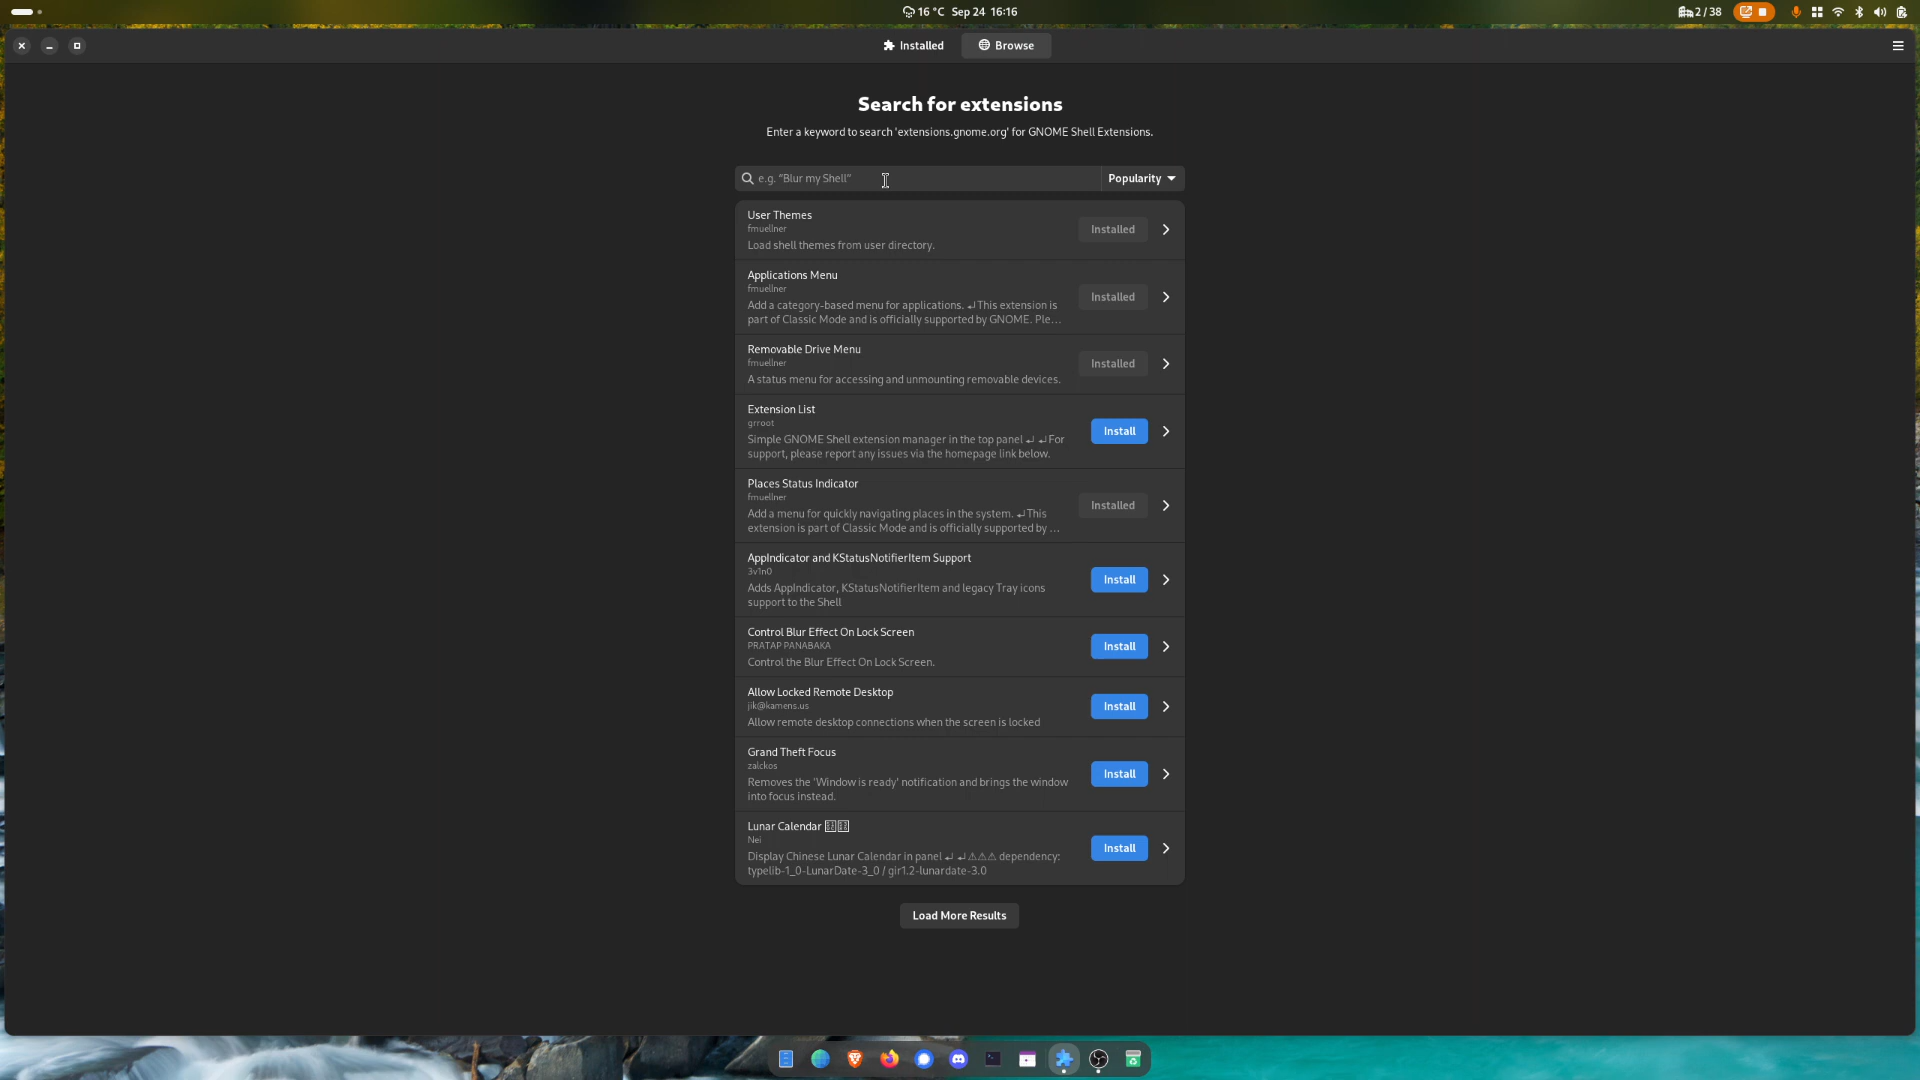 16 °C Sep 24 16:16
2 / 38
Installed
Browse
Search for extensions
Enter a keyword to search 'extensions.gnome.org' for GNOME Shell Extensions.
e.g. "Blur my Shell"
Popularity
User Themes
fmuellner
Load shell themes from user directory.
Installed
Applications Menu
fmuellner
Add a category-based menu for applications. ↵This extension is
part of Classic Mode and is officially supported by GNOME. Ple…
Installed
Removable Drive Menu
fmuellner
A status menu for accessing and unmounting removable devices.
Installed
Extension List
grroot
Simple GNOME Shell extension manager in the top panel ↵ ↵For
support, please report any issues via the homepage link below.
Install
Places Status Indicator
fmuellner
Add a menu for quickly navigating places in the system. ↵This
extension is part of Classic Mode and is officially supported by …
Installed
AppIndicator and KStatusNotifierItem Support
3v1n0
Adds AppIndicator, KStatusNotifierItem and legacy Tray icons
support to the Shell
Install
Control Blur Effect On Lock Screen
PRATAP PANABAKA
Control the Blur Effect On Lock Screen.
Install
Allow Locked Remote Desktop
jik@kamens.us
Allow remote desktop connections when the screen is locked
Install
Grand Theft Focus
zalckos
Removes the 'Window is ready' notification and brings the window
into focus instead.
Install
Lunar Calendar
Nei
Display Chinese Lunar Calendar in panel ↵ ↵⚠⚠⚠ dependency:
typelib-1_0-LunarDate-3_0 / gir1.2-lunardate-3.0
Install
Load More Results